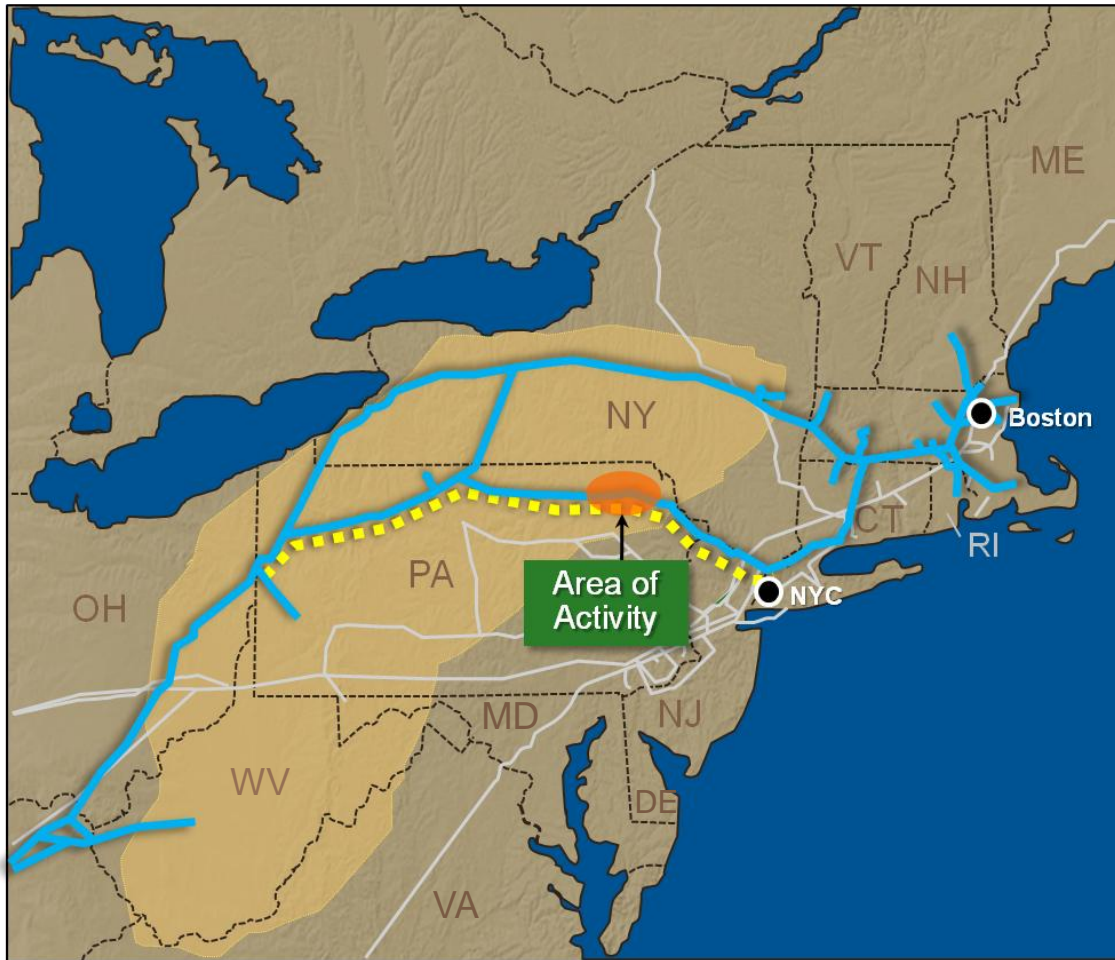 ME
VT
NH
NY
Boston
CT
RI
PA
Area of
Activity
NYC
OH
MD
NJ
WV
DE
VA